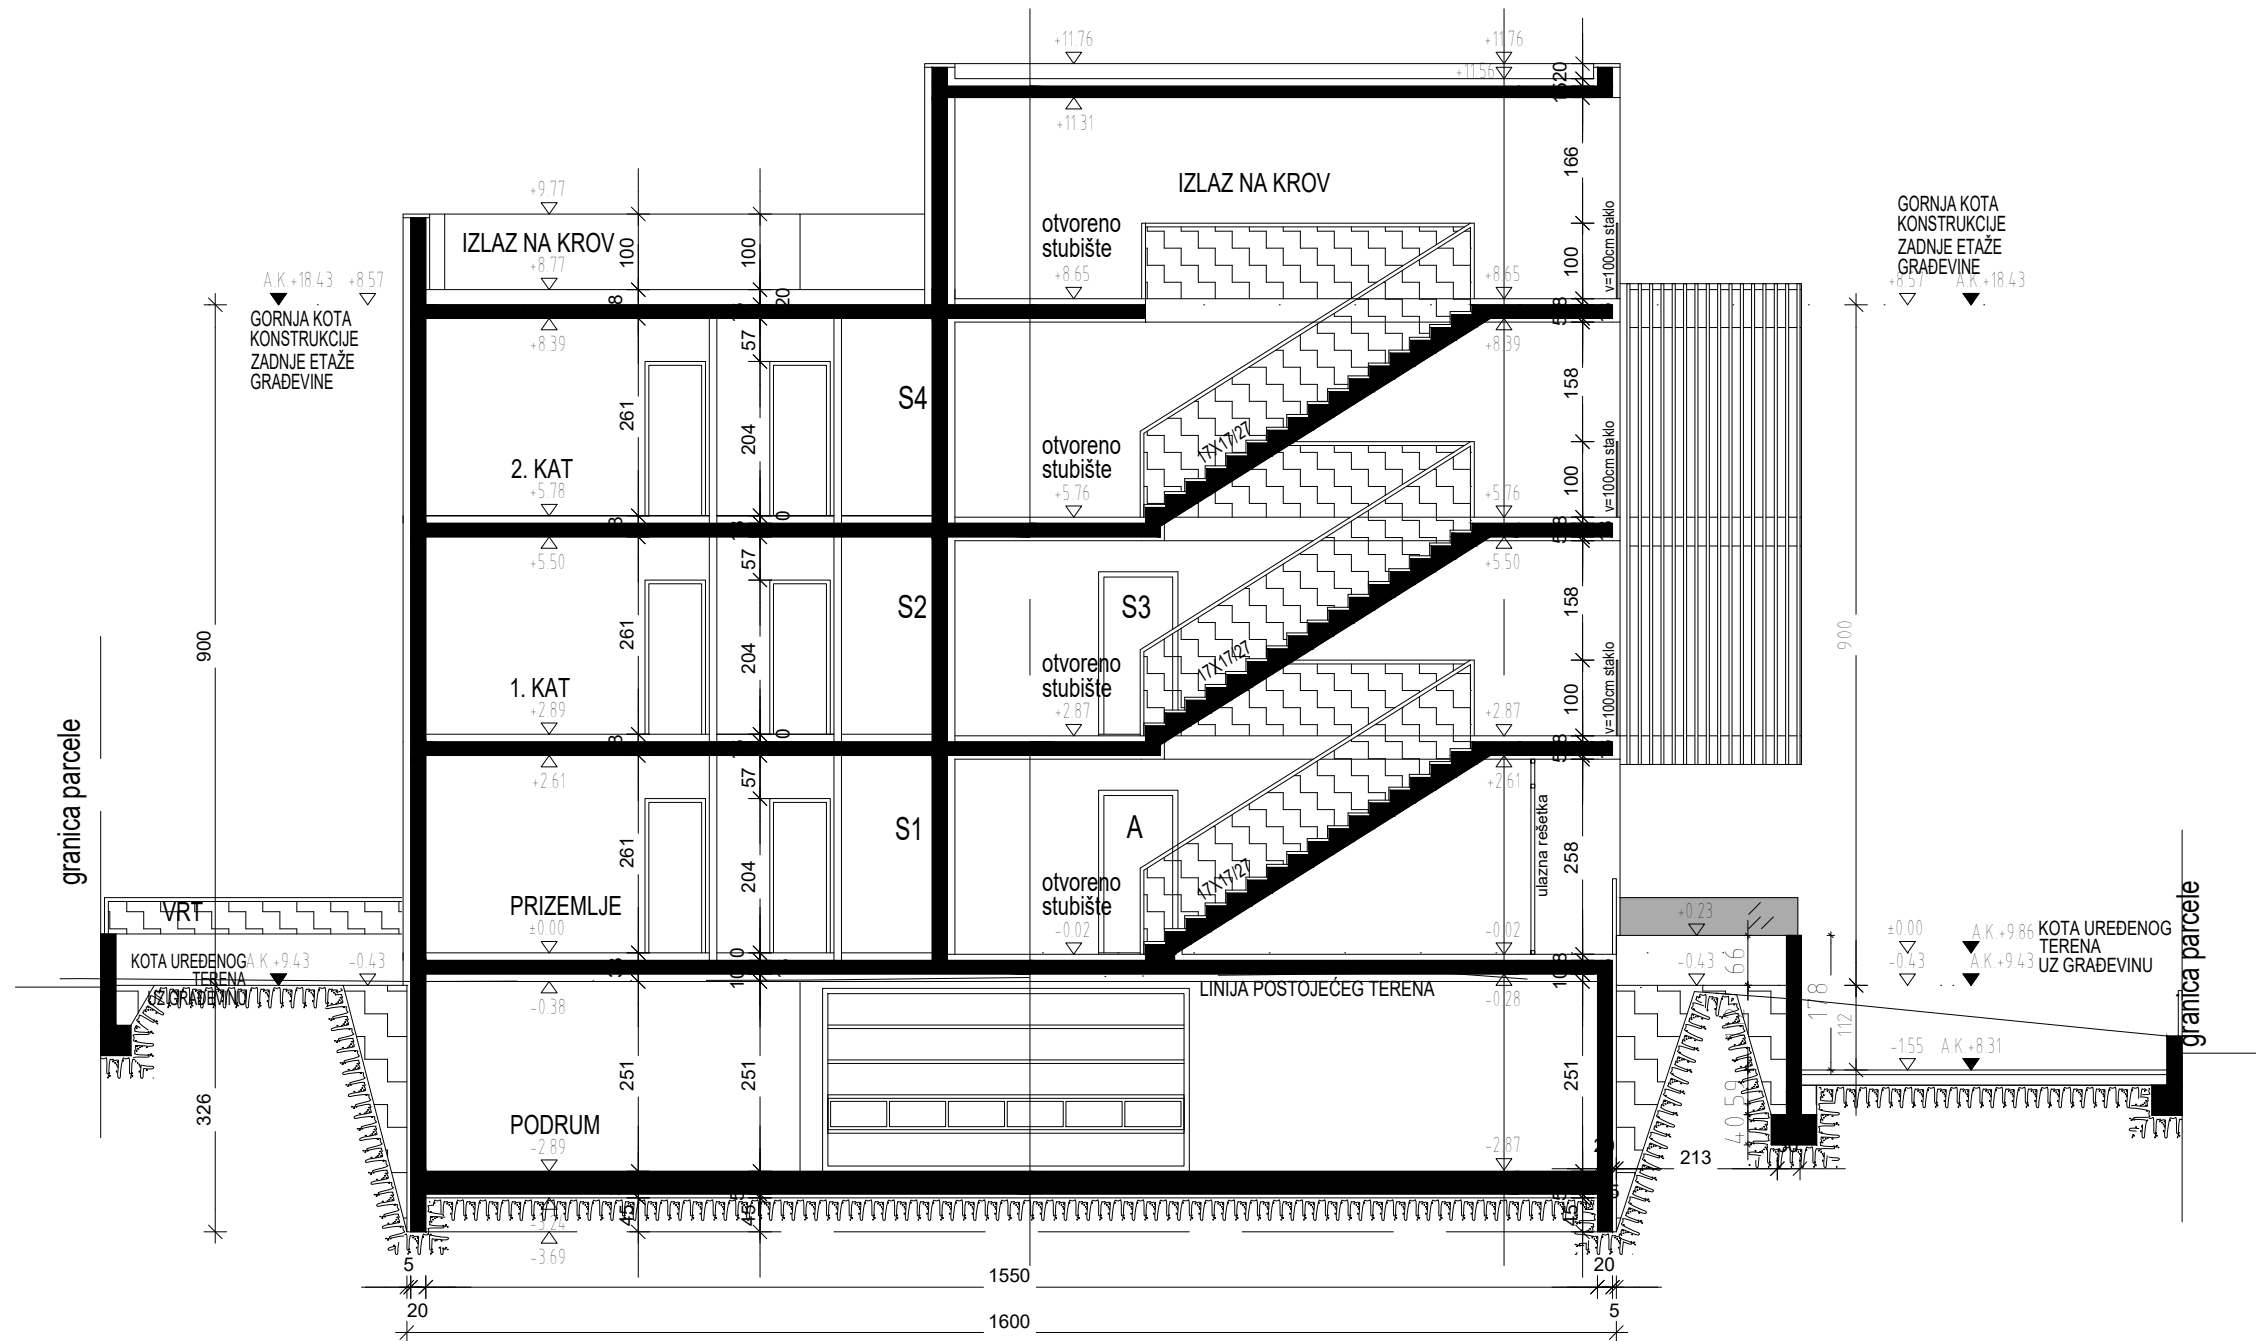 +11.76
+11.76
+11.56
20
+11.31
166
IZLAZ NA KROV
+9.77
IZLAZ NA KROV
100
100
+8.77
otvoreno
stubište
+8.65
+8.65
100
v=100cm staklo
GORNJA KOTA
KONSTRUKCIJE
ZADNJE ETAŽE
GRAĐEVINE
+8.57
A.K.+18.43
A.K.+18.43
+8.57
GORNJA KOTA
KONSTRUKCIJE
ZADNJE ETAŽE
GRAĐEVINE
20
+8.39
57
+8.39
158
261
204
S4
2. KAT
+5.78
otvoreno
stubište
+5.76
17X17/27
+5.76
100
v=100cm staklo
+5.50
57
+5.50
158
261
204
S2
S3
900
900
1. KAT
+2.89
otvoreno
stubište
+2.87
17X17/27
+2.87
100
v=100cm staklo
+2.61
57
+2.61
granica parcele
261
204
S1
A
258
ulazna rešetka
PRIZEMLJE
±0.00
otvoreno
stubište
-0.02
17X17/27
-0.02
VRT
KOTA UREĐENOG
TERENA
UZ GRAĐEVINU
A.K.+9.43
-0.43
+0.23
66
-0.43
±0.00
A.K.+9.86
-0.43
A.K.+9.43
KOTA UREĐENOG
TERENA
UZ GRAĐEVINU
granica parcele
-0.38
LINIJA POSTOJEĆEG TERENA
-0.28
178
112
-1.55
A.K.+8.31
326
251
251
251
PODRUM
-2.89
-2.87
59
40
213
-3.24
45
45
45
-3.69
5
1550
20
20
5
1600